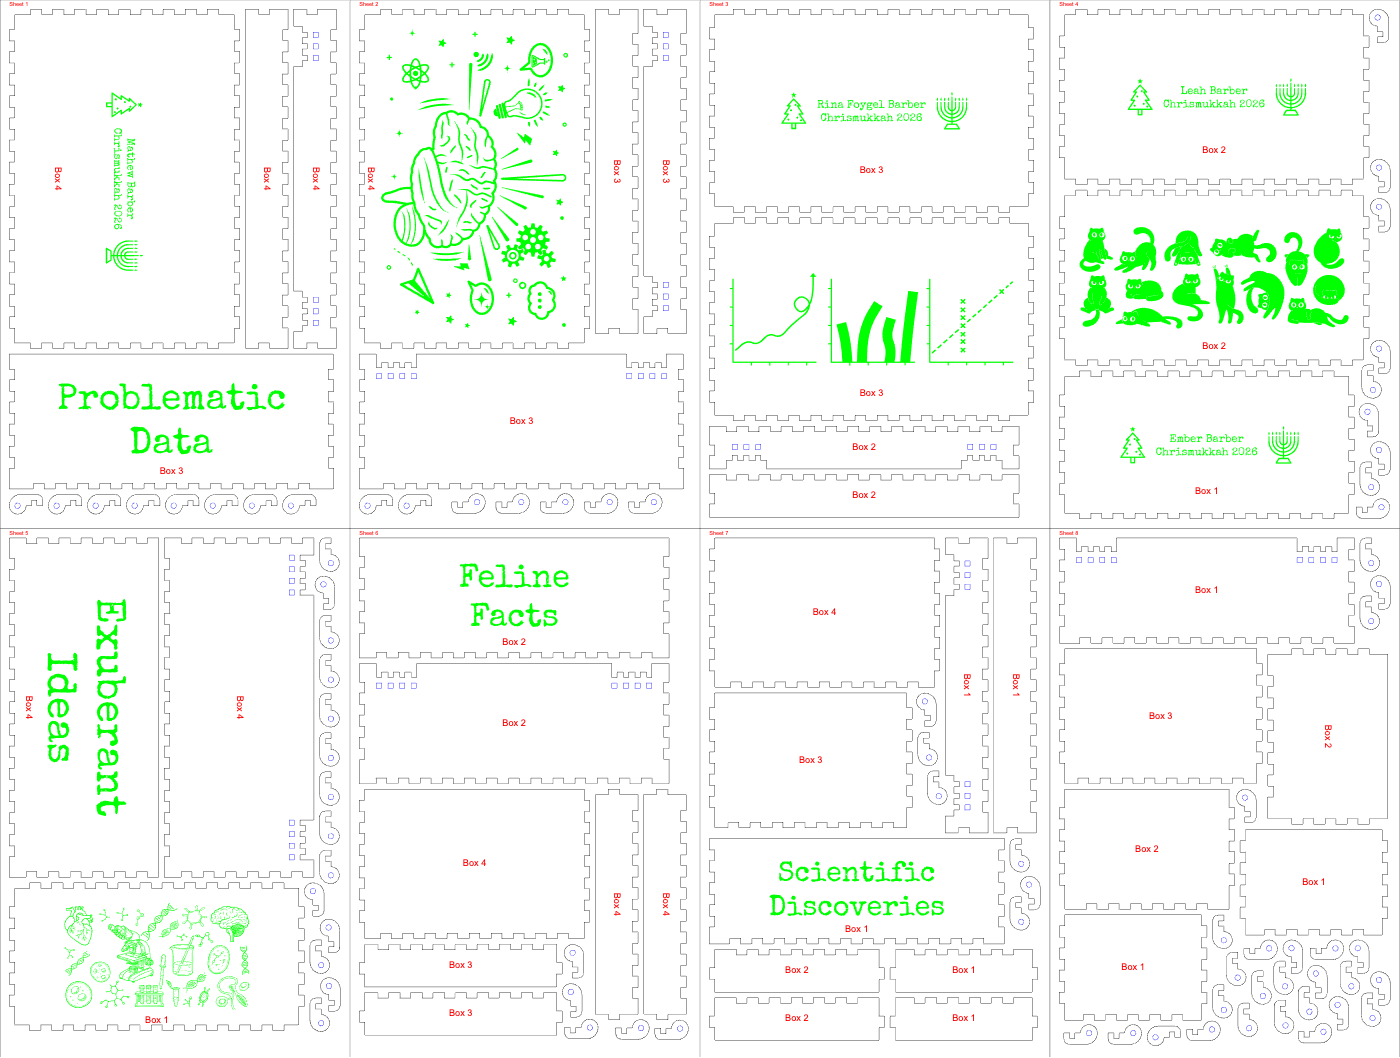 Sheet 1
Box 4
Mathew Barber
Chrismukkah 2026
Box 4
Box 4
Problematic
Data
Box 3
Sheet 2
Box 4
Box 3
Box 3
Box 3
Sheet 3
Rina Foygel Barber
Chrismukkah 2026
Box 3
Box 3
Box 2
Box 2
Sheet 4
Leah Barber
Chrismukkah 2026
Box 2
Box 2
Ember Barber
Chrismukkah 2026
Box 1
Sheet 5
Exuberant
Ideas
Box 4
Box 4
Box 1
Sheet 6
Feline
Facts
Box 2
Box 2
Box 4
Box 4
Box 4
Box 3
Box 3
Sheet 7
Box 4
Box 1
Box 1
Box 3
Scientific
Discoveries
Box 1
Box 2
Box 1
Box 2
Box 1
Sheet 8
Box 1
Box 3
Box 2
Box 2
Box 1
Box 1